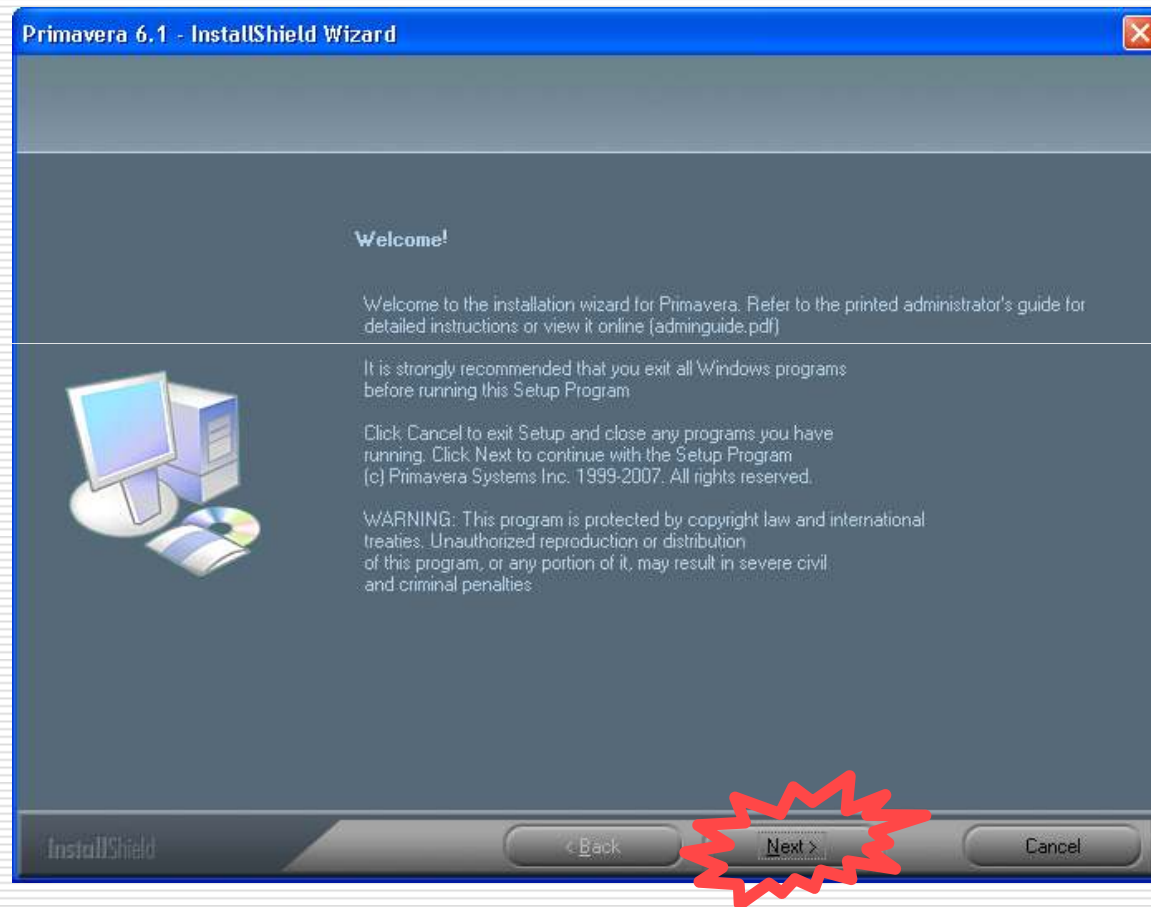 Primavera 6.1 - InstallShield Wizard
Welcome!
Welcome to the installation wizard for Primavera. Refer to the printed administrator's guide for
detailed instructions or view it online (adminguide.pdf)
It is strongly recommended that you exit all Windows programs
before running this Setup Program
Click Cancel to exit Setup and close any programs you have
running. Click Next to continue with the Setup Program
(c) Primavera Systems Inc. 1999-2007. All rights reserved.
WARNING: This program is protected by copyright law and international
treaties. Unauthorized reproduction or distribution
of this program, or any portion of it, may result in severe civil
and criminal penalties
InstallShield
< Back
Next >
Cancel